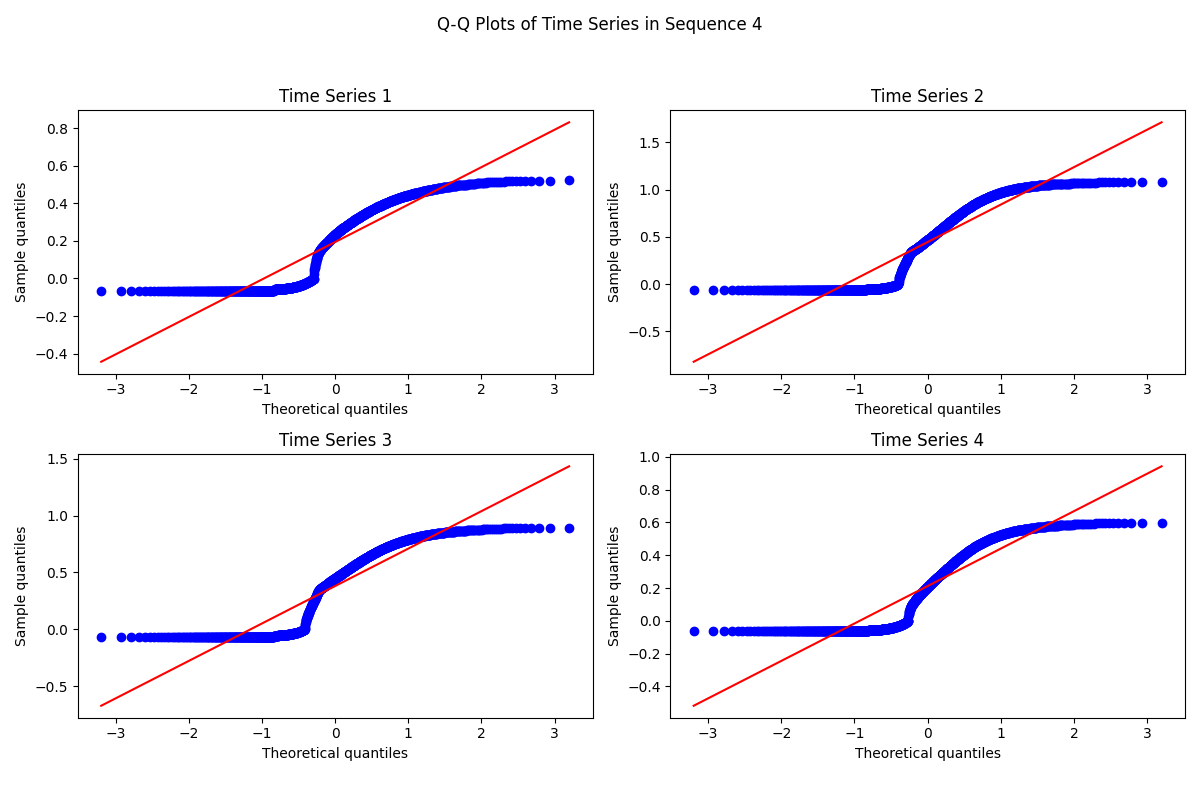 Q-Q Plots of Time Series in Sequence 4
Time Series 1
Sample quantiles
0.8
0.6
0.4
0.2
0.0
−0.2
−0.4
−3 −2 −1 0 1 2 3
Theoretical quantiles
Time Series 2
Sample quantiles
1.5
1.0
0.5
0.0
−0.5
−3 −2 −1 0 1 2 3
Theoretical quantiles
Time Series 3
Sample quantiles
1.5
1.0
0.5
0.0
−0.5
−3 −2 −1 0 1 2 3
Theoretical quantiles
Time Series 4
Sample quantiles
1.0
0.8
0.6
0.4
0.2
0.0
−0.2
−0.4
−3 −2 −1 0 1 2 3
Theoretical quantiles